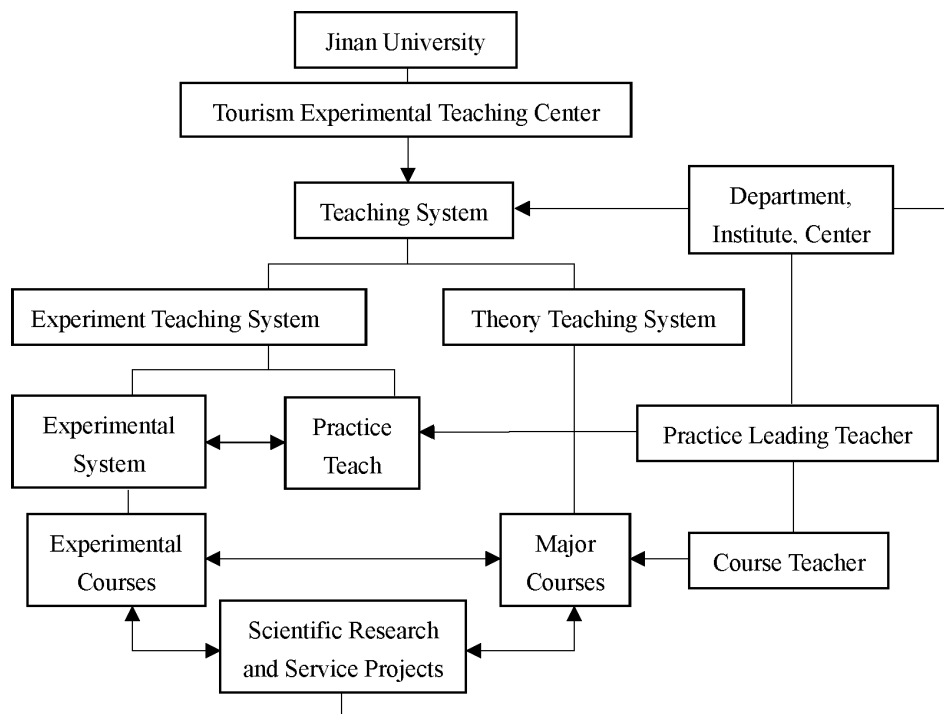 Jinan University
Tourism Experimental Teaching Center
Teaching System
Department,
Institute, Center
Experiment Teaching System
Theory Teaching System
Experimental
System
Practice
Teach
Practice Leading Teacher
Experimental
Courses
Major
Courses
Course Teacher
Scientific Research
and Service Projects